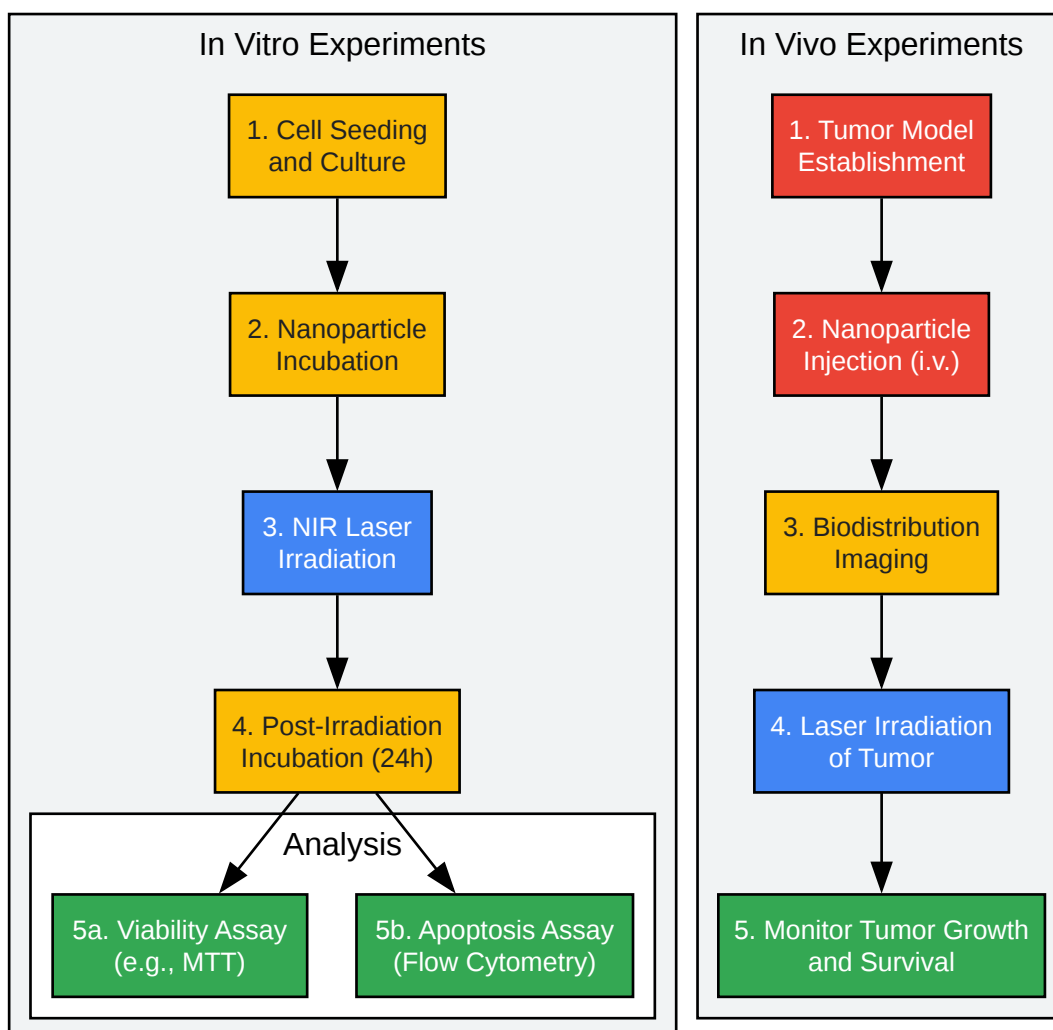 In Vitro Experiments
1. Cell Seeding
and Culture
2. Nanoparticle
Incubation
3. NIR Laser
Irradiation
4. Post-Irradiation
Incubation (24h)
Analysis
5a. Viability Assay
(e.g., MTT)
5b. Apoptosis Assay
(Flow Cytometry)
In Vivo Experiments
1. Tumor Model
Establishment
2. Nanoparticle
Injection (i.v.)
3. Biodistribution
Imaging
4. Laser Irradiation
of Tumor
5. Monitor Tumor Growth
and Survival